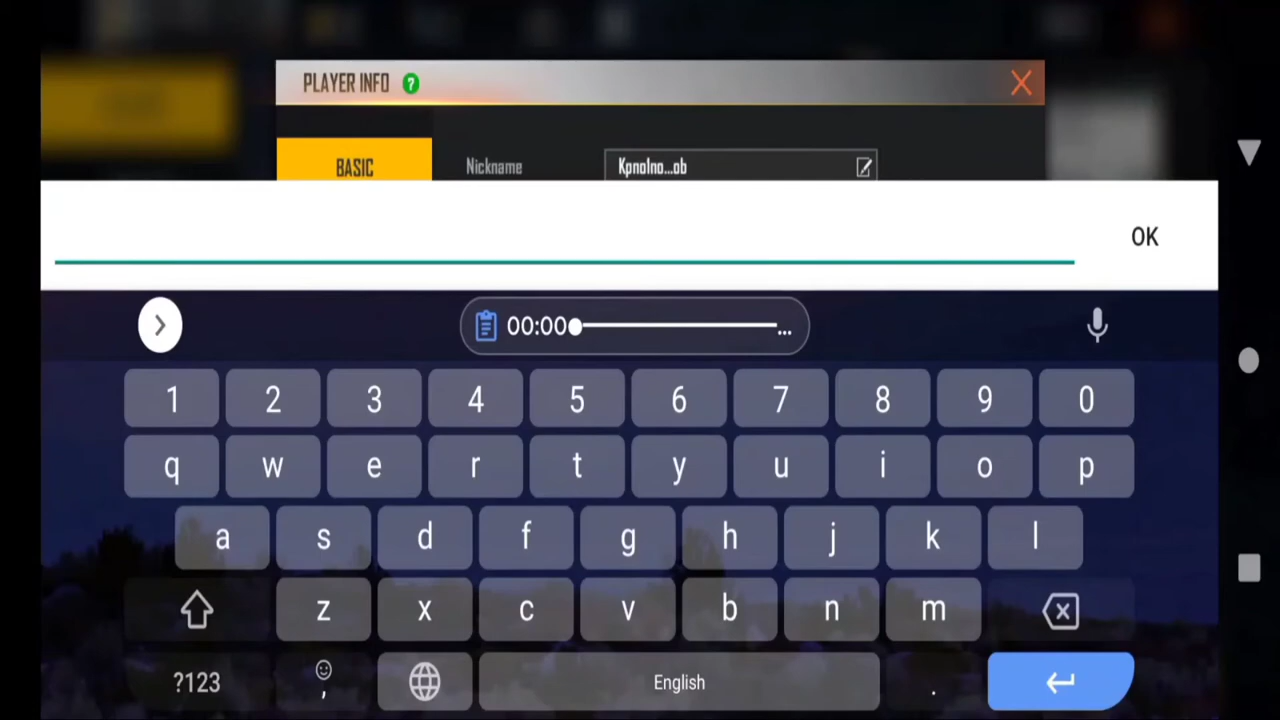 PLAYER INFO ?
BASIC
Nickname
Kpnolno...ob
OK
00:00 ...
1 2 3 4 5 6 7 8 9 0
q w e r t y u i o p
a s d f g h j k l
z x c v b n m
?123 , English .